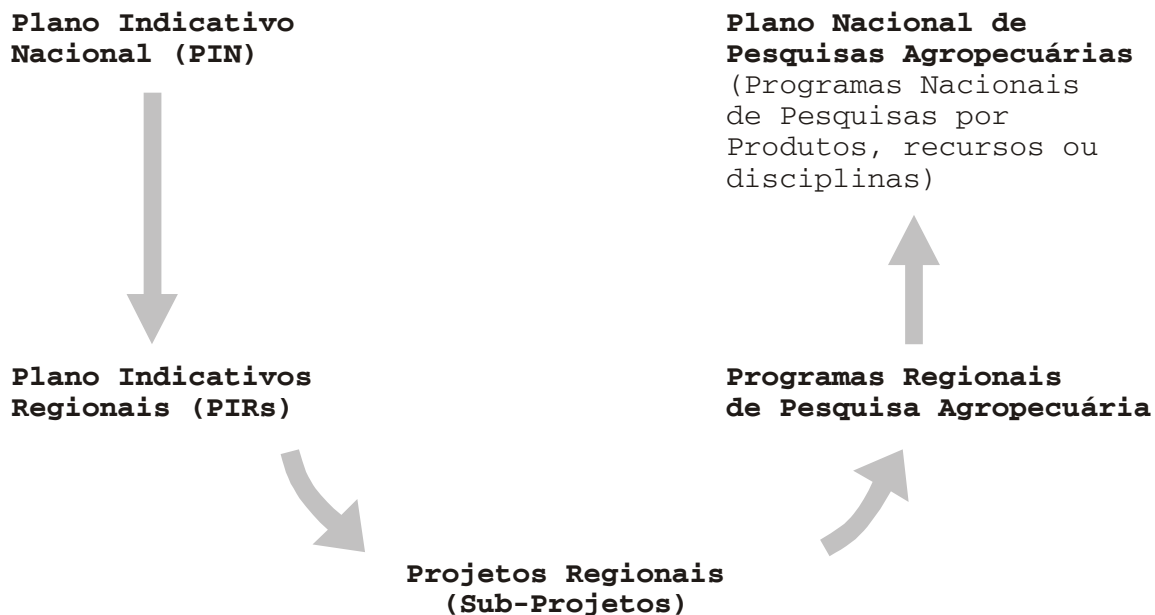 Plano Indicativo
Nacional (PIN)
Plano Indicativos
Regionais (PIRs)
Projetos Regionais
(Sub-Projetos)
Programas Regionais
de Pesquisa Agropecuária
Plano Nacional de
Pesquisas Agropecuárias
(Programas Nacionais
de Pesquisas por
Produtos, recursos ou
disciplinas)